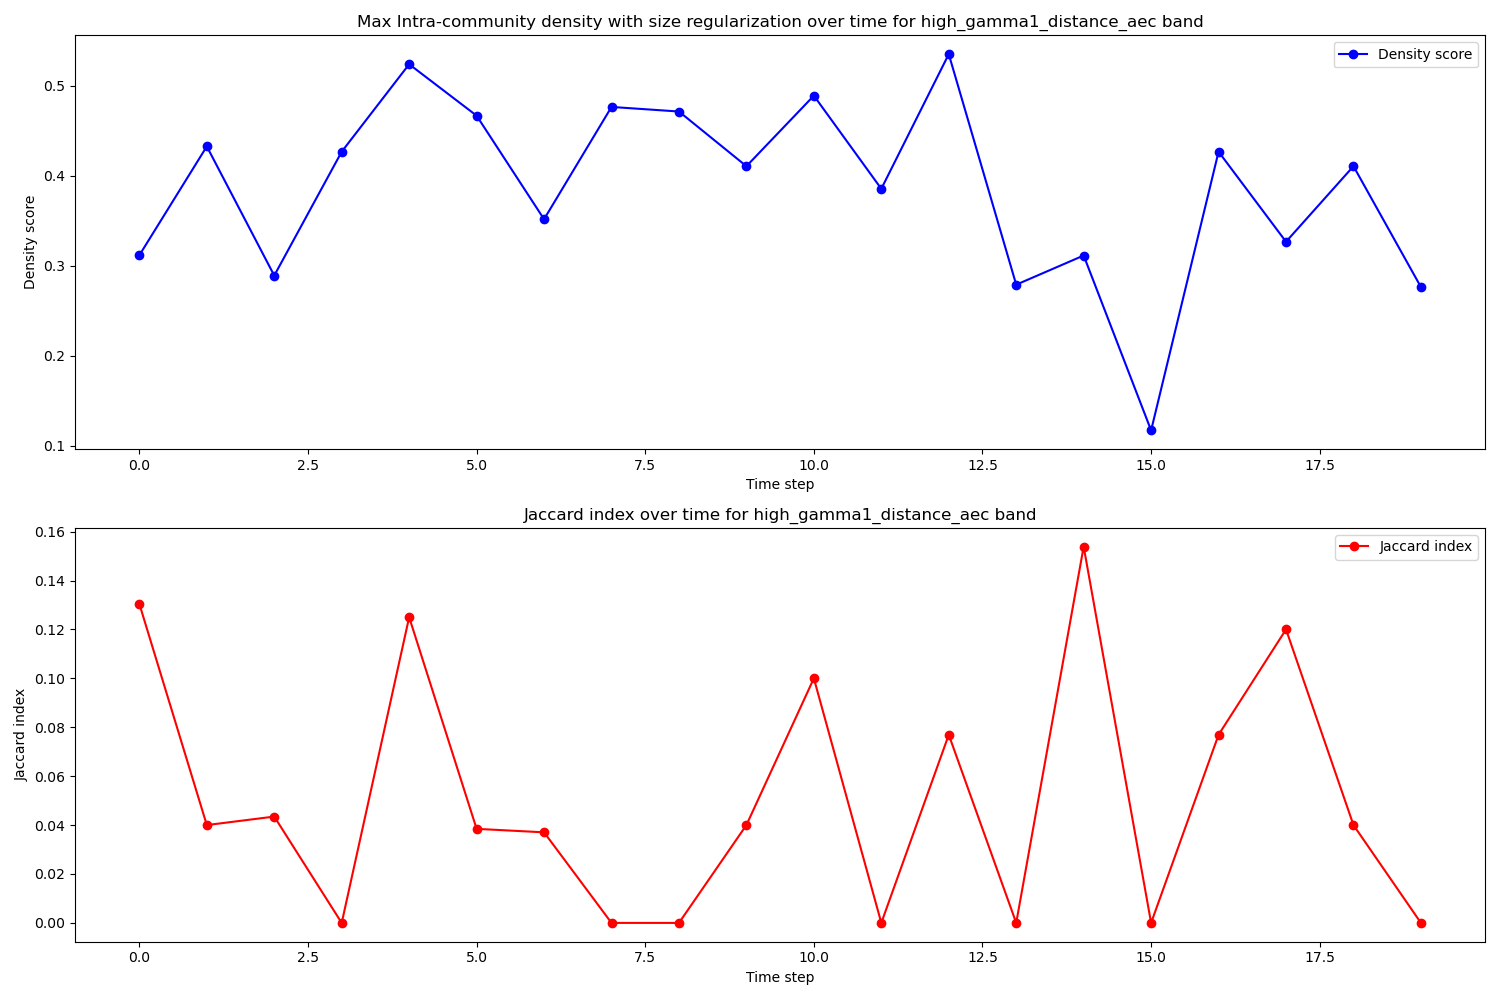 Max Intra-community density with size regularization over time for high_gamma1_distance_aec band
Density score
0.5
0.4
0.3
0.2
0.1
Density score
0.0 2.5 5.0 7.5 10.0 12.5 15.0 17.5
Time step
Jaccard index over time for high_gamma1_distance_aec band
Jaccard index
0.16
0.14
0.12
0.10
0.08
0.06
0.04
0.02
0.00
Jaccard index
0.0 2.5 5.0 7.5 10.0 12.5 15.0 17.5
Time step